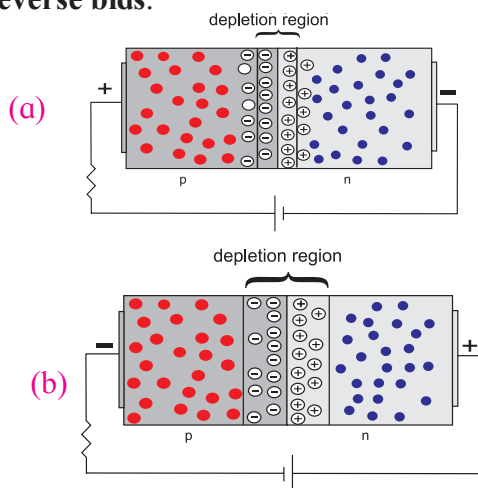 everse bias.
depletion region
+
−
(a)
p
n
depletion region
−
+
(b)
p
n